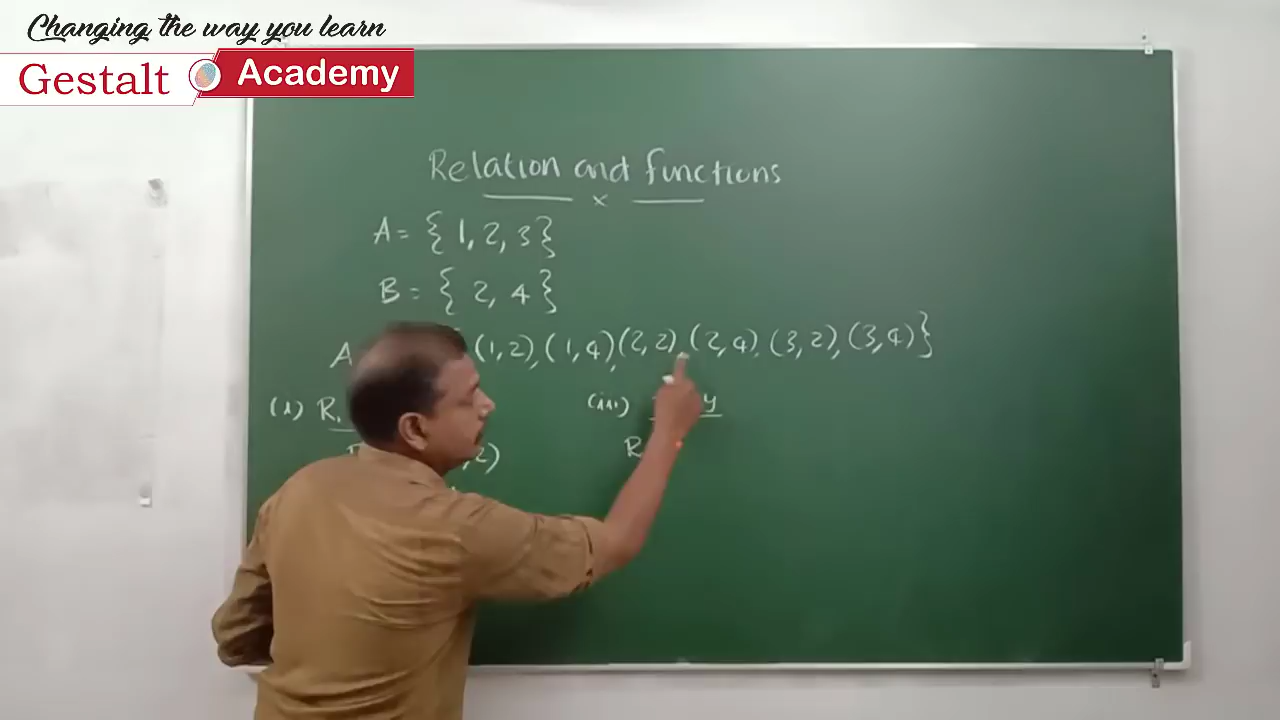 Changing the way you learn
Gestalt Academy
Relation and functions
×
A = { 1, 2, 3}
B = { 2, 4 }
A (1,2), (1,4), (2,2), (2,4), (3,2), (3,4)}
(i) R, (iii) y
,2) R